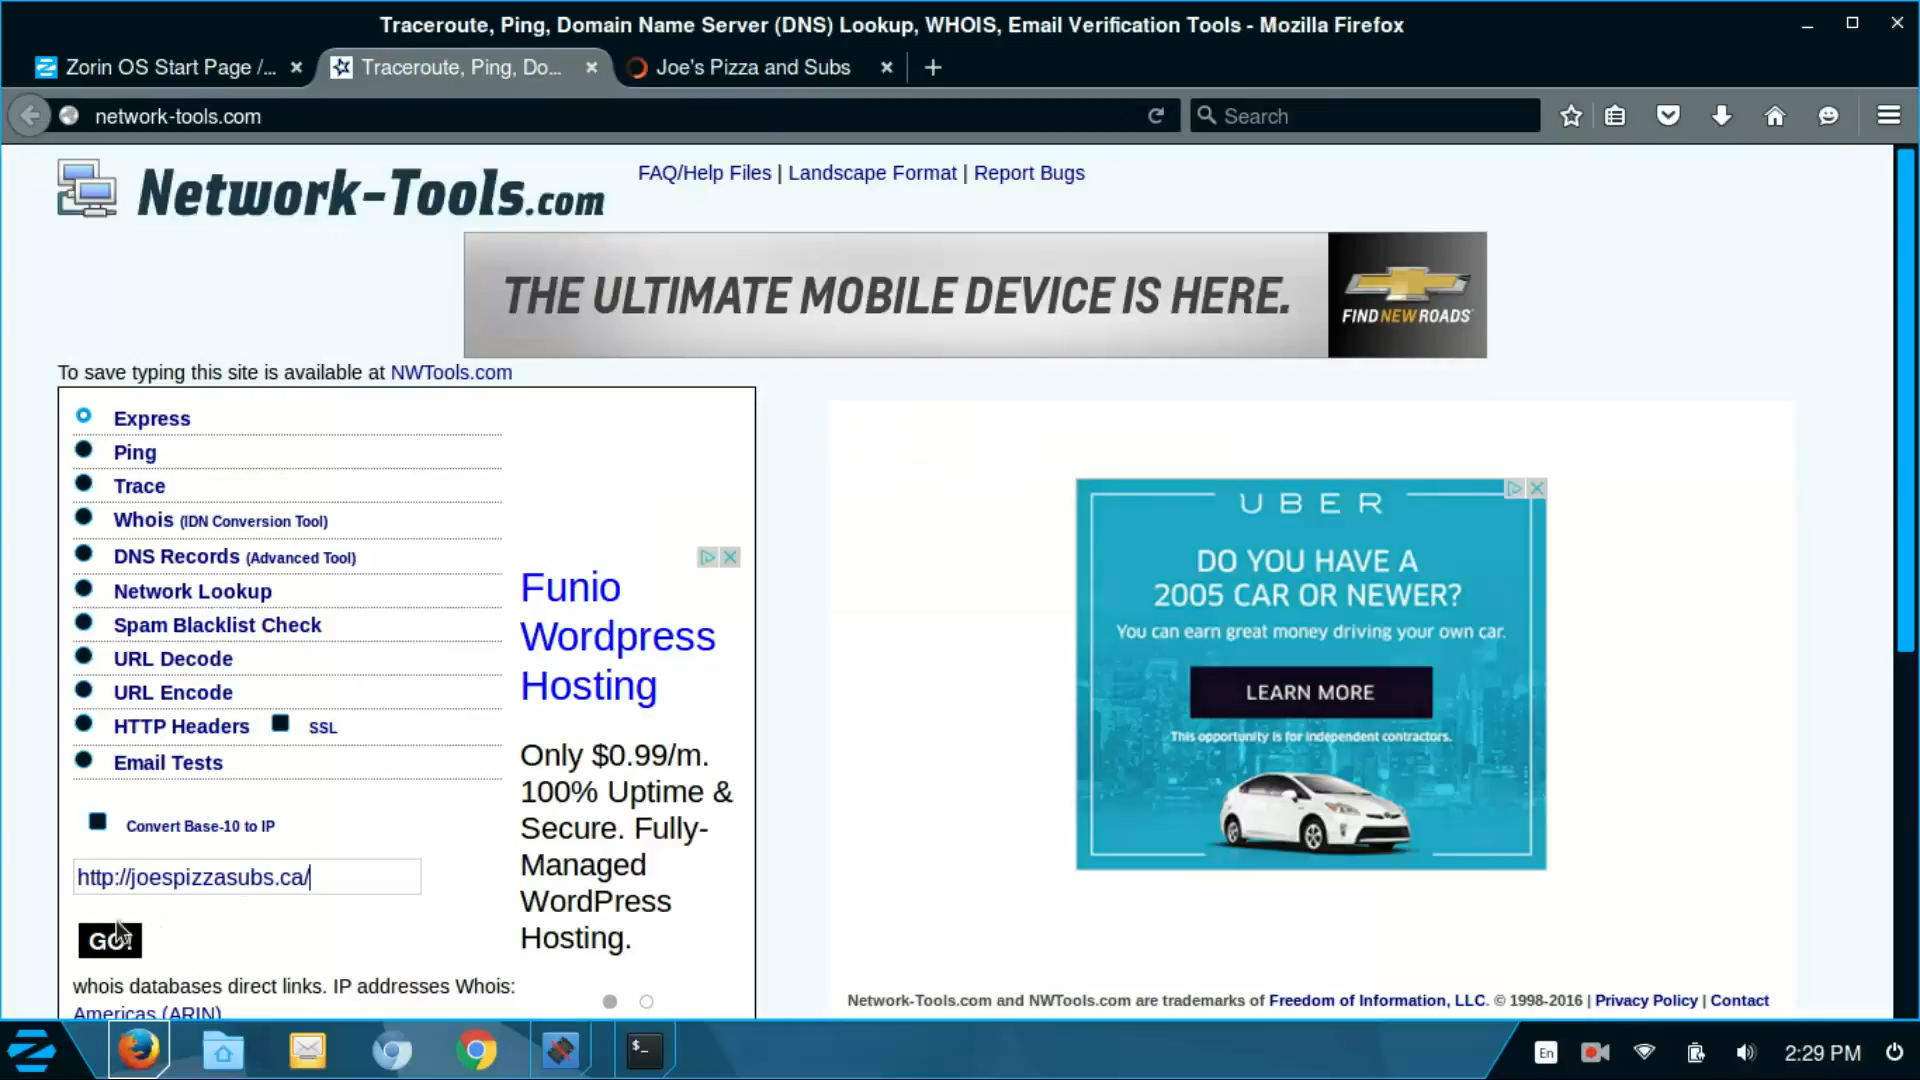 Traceroute, Ping, Domain Name Server (DNS) Lookup, WHOIS, Email Verification Tools - Mozilla Firefox
Zorin OS Start Page /...
Traceroute, Ping, Do...
Joe's Pizza and Subs
network-tools.com
Search
Network-Tools.com
FAQ/Help Files | Landscape Format | Report Bugs
THE ULTIMATE MOBILE DEVICE IS HERE.
FIND NEW ROADS
To save typing this site is available at NWTools.com
Express
Ping
Trace
Whois (IDN Conversion Tool)
DNS Records (Advanced Tool)
Network Lookup
Spam Blacklist Check
URL Decode
URL Encode
HTTP Headers SSL
Email Tests
Convert Base-10 to IP
http://joespizzasubs.ca/
GO!
whois databases direct links. IP addresses Whois:
Americas (ARIN)
Funio
Wordpress
Hosting
Only $0.99/m.
100% Uptime &
Secure. Fully-
Managed
WordPress
Hosting.
UBER
DO YOU HAVE A
2005 CAR OR NEWER?
You can earn great money driving your own car.
LEARN MORE
This opportunity is for independent contractors.
Network-Tools.com and NWTools.com are trademarks of Freedom of Information, LLC. © 1998-2016 | Privacy Policy | Contact
$_
En
2:29 PM